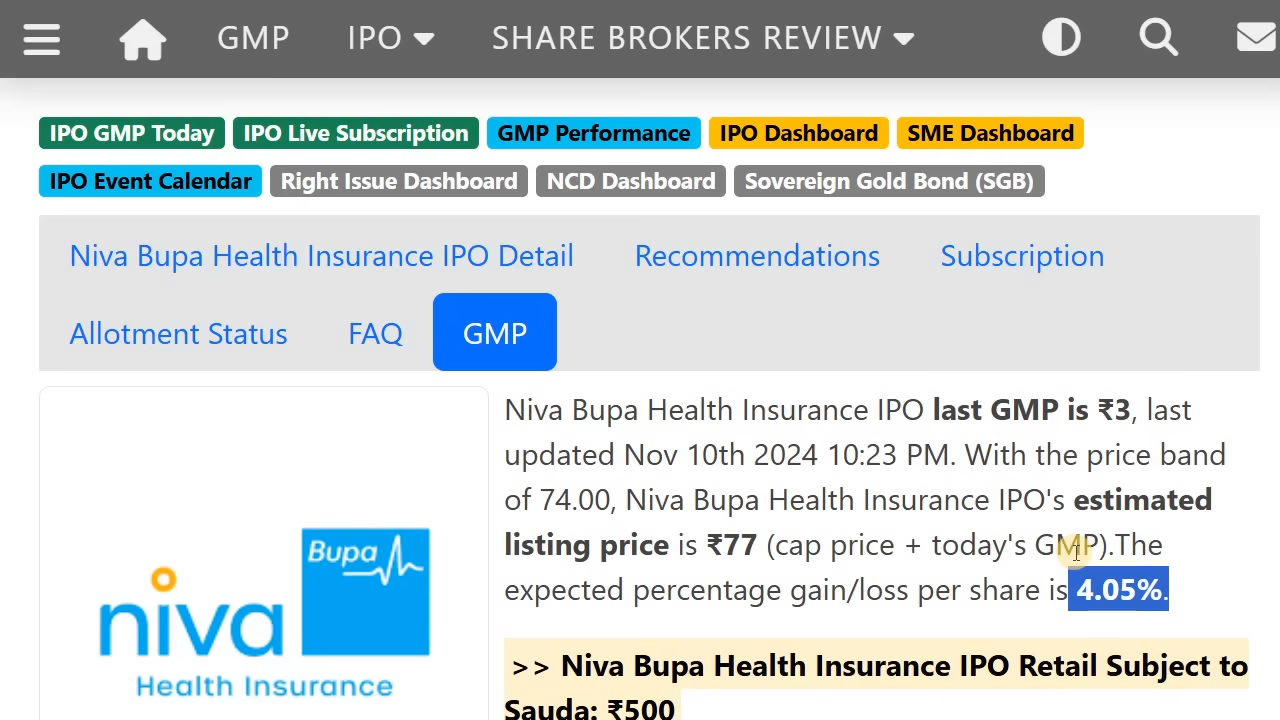 GMP IPO SHARE BROKERS REVIEW
IPO GMP Today IPO Live Subscription GMP Performance IPO Dashboard SME Dashboard
IPO Event Calendar Right Issue Dashboard NCD Dashboard Sovereign Gold Bond (SGB)
Niva Bupa Health Insurance IPO Detail Recommendations Subscription
Allotment Status FAQ GMP
Bupa
niva
Health Insurance
Niva Bupa Health Insurance IPO last GMP is ₹3, last
updated Nov 10th 2024 10:23 PM. With the price band
of 74.00, Niva Bupa Health Insurance IPO's estimated
listing price is ₹77 (cap price + today's GMP).The
expected percentage gain/loss per share is 4.05%.
>> Niva Bupa Health Insurance IPO Retail Subject to
Sauda: ₹500